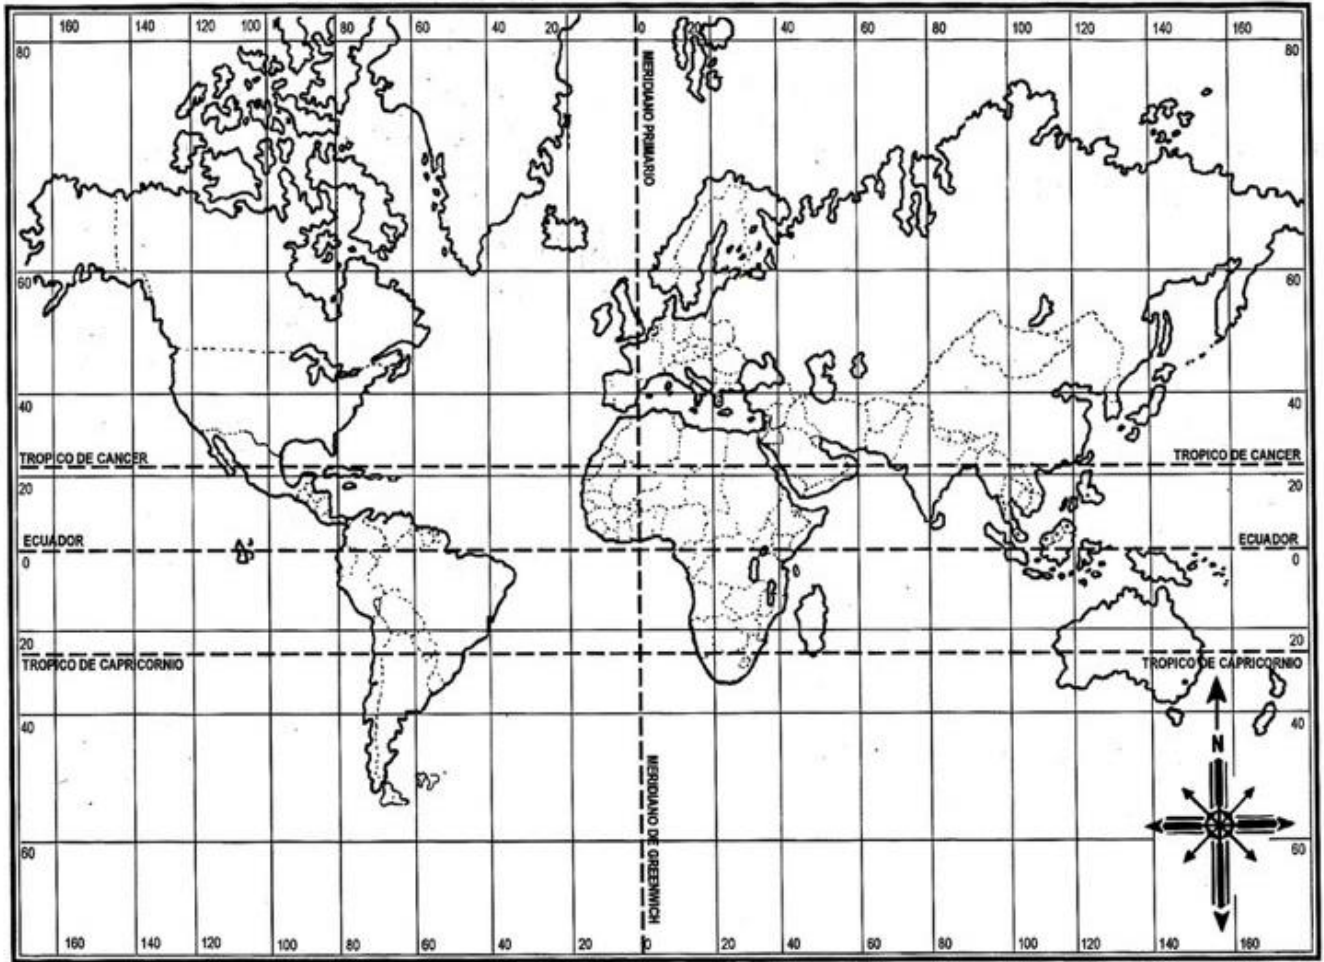 160 140 120 100 80 60 40 20 0 20 40 60 80 100 120 140 160
80 80
MERIDIANO PRIMARIO
60 60
40 40
TROPICO DE CANCER TROPICO DE CANCER
20 20
ECUADOR ECUADOR
0 0
20 20
TROPICO DE CAPRICORNIO TROPICO DE CAPRICORNIO
40 40
N
MERIDIANO DE GREENWICH
60 60
160 140 120 100 80 60 40 20 0 20 40 60 80 100 120 140 160